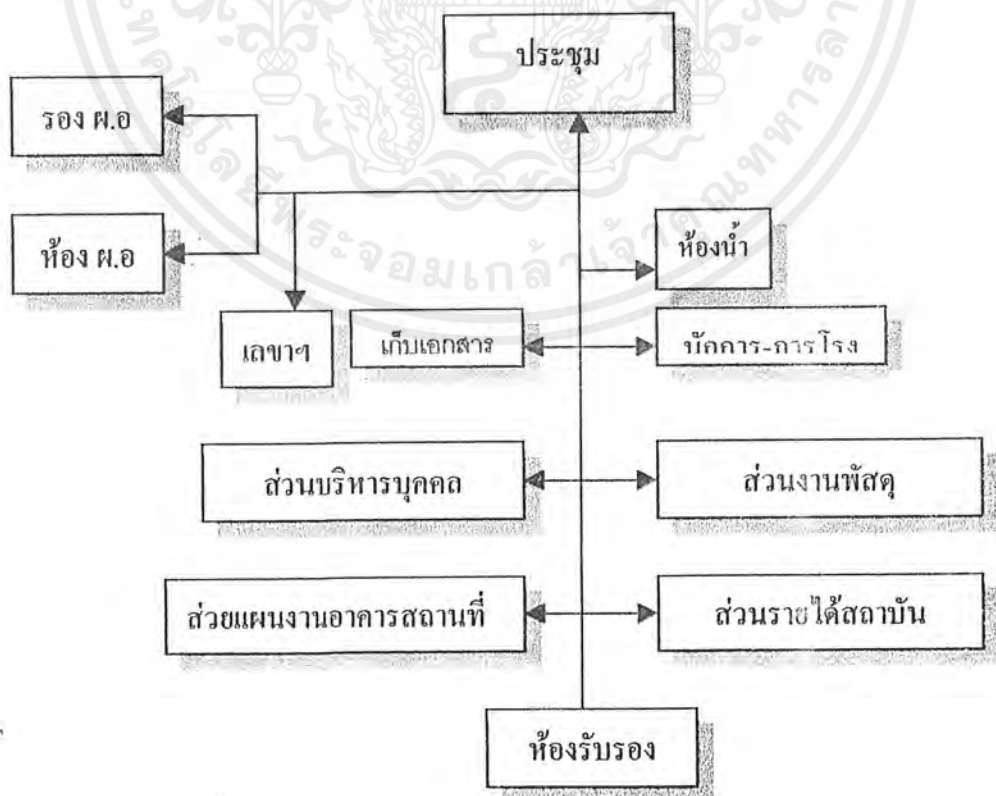 ประชุม
รอง ผ.อ
ห้อง ผ.อ
ห้องน้ำ
เลขาฯ
เก็บเอกสาร
นักการ-ภารโรง
ส่วนบริหารบุคคล
ส่วนงานพัสดุ
ส่วยแผนงานอาคารสถานที่
ส่วนรายได้สถาบัน
ห้องรับรอง